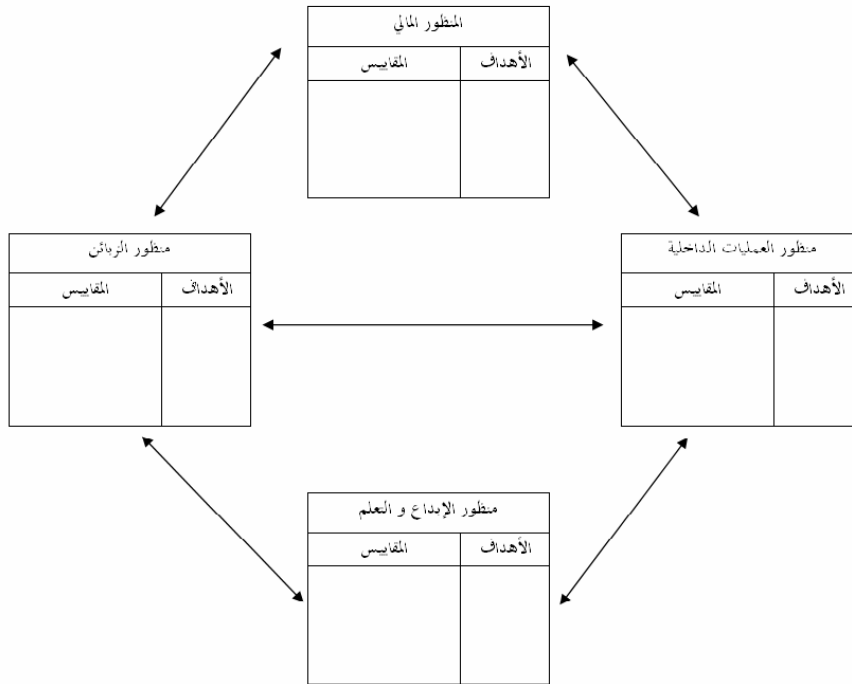 المنظور المالي
الأهداف المقاييس
منظور العمليات الداخلية
الأهداف المقاييس
منظور الزبائن
الأهداف المقاييس
منظور الإبداع و التعلم
الأهداف المقاييس